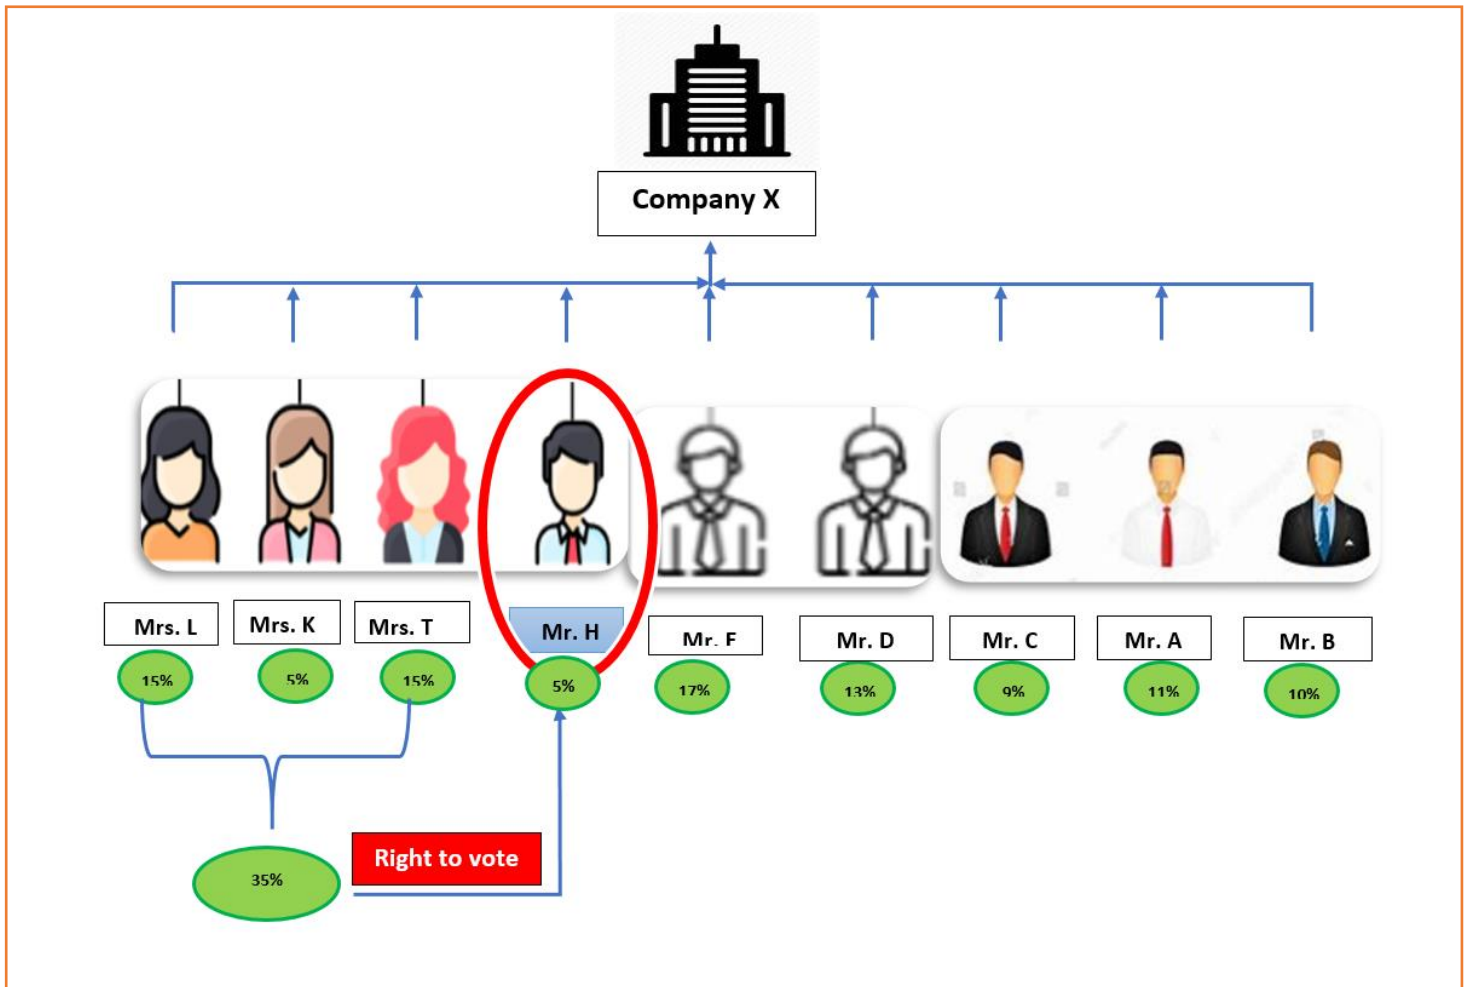 Company X
Mrs. L
Mrs. K
Mrs. T
Mr. H
Mr. F
Mr. D
Mr. C
Mr. A
Mr. B
15%
5%
15%
5%
17%
13%
9%
11%
10%
Right to vote
35%